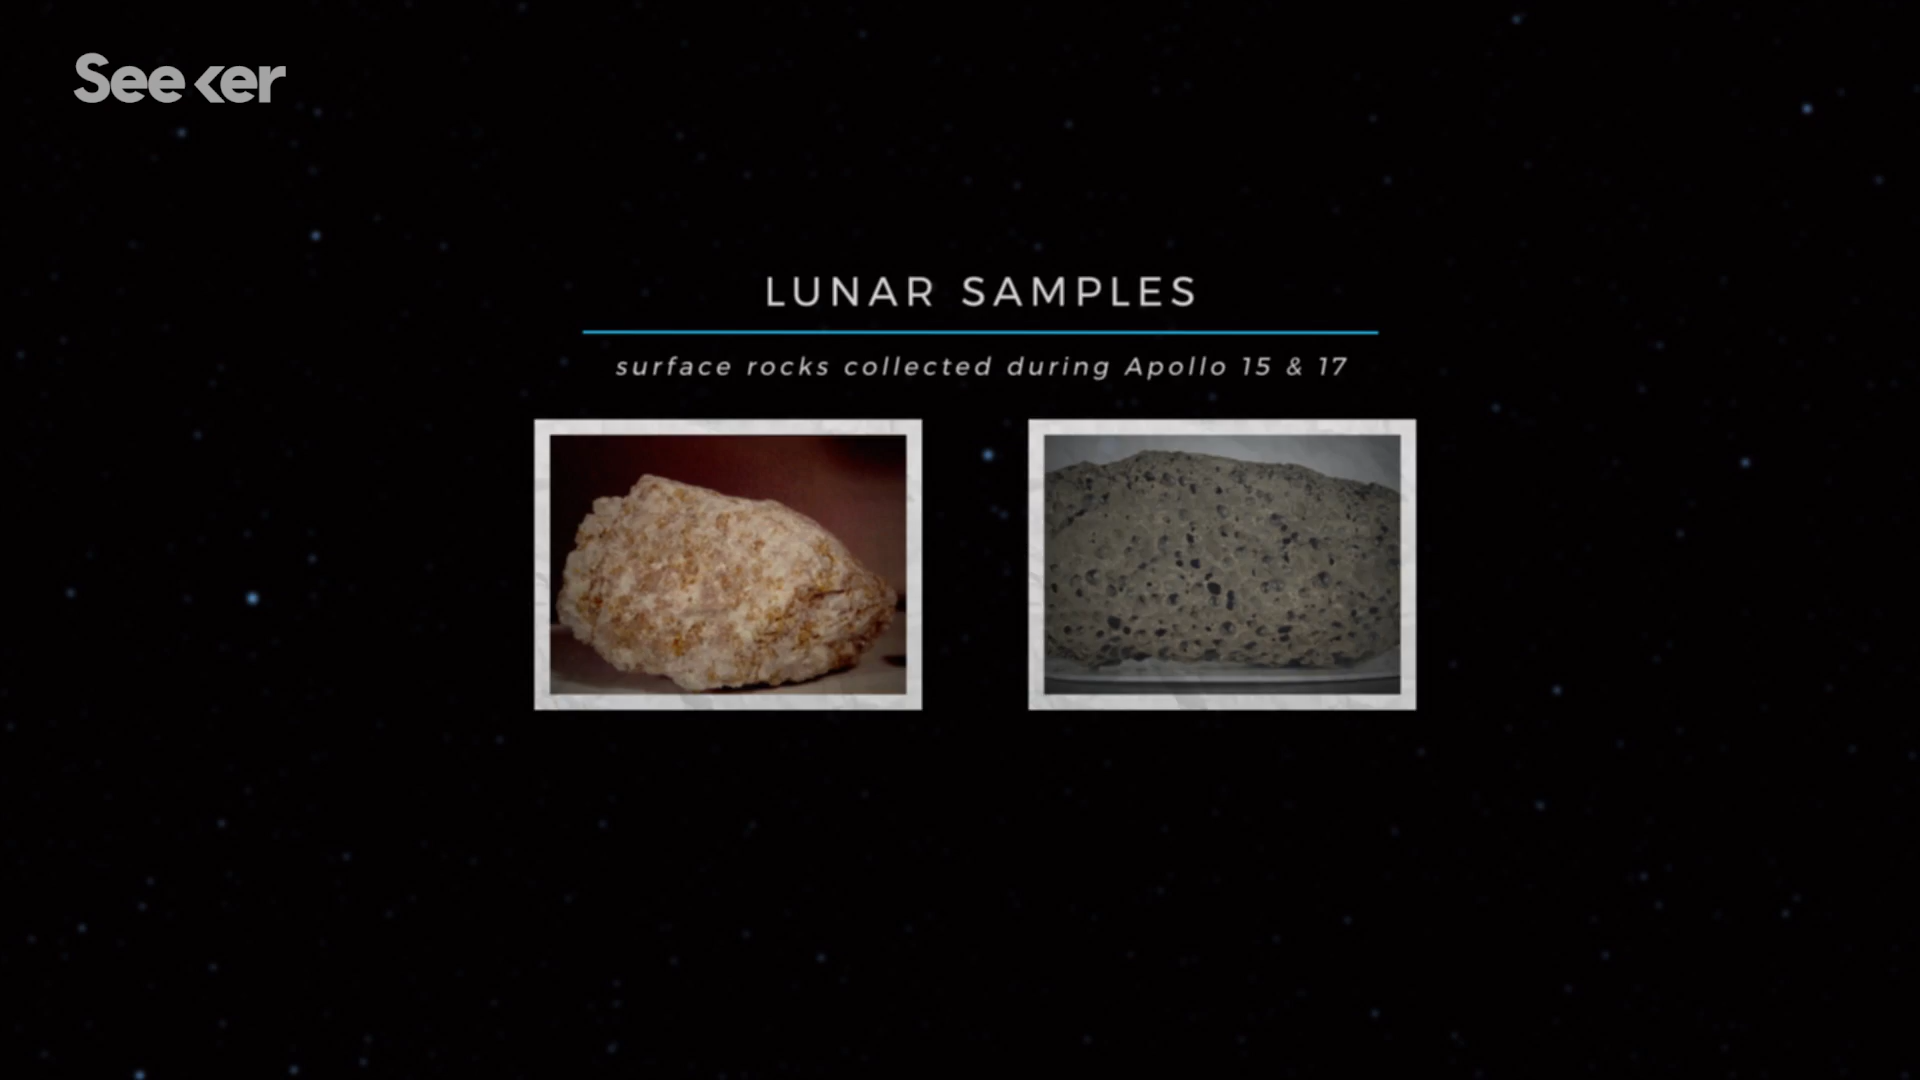 Seeker
LUNAR SAMPLES
surface rocks collected during Apollo 15 & 17